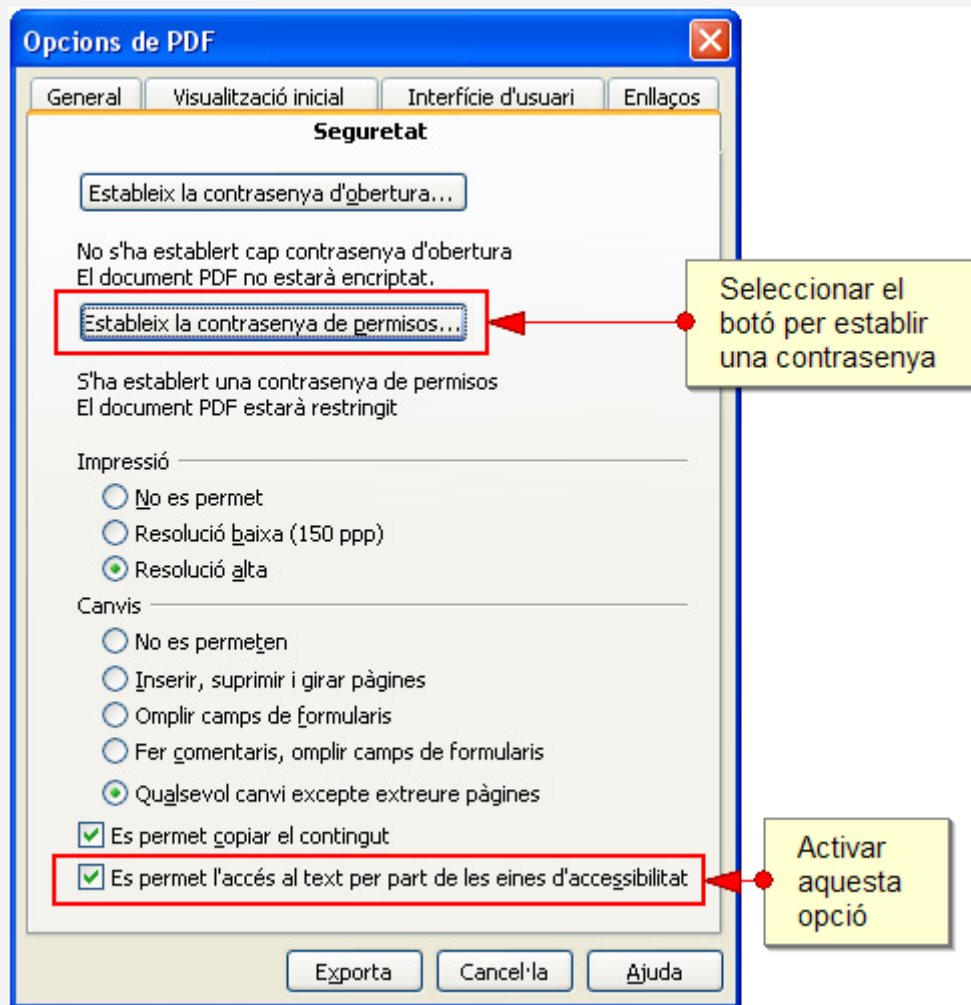 Opcions de PDF
General Visualització inicial Interfície d'usuari Enllaços
Seguretat
Estableix la contrasenya d'obertura...
No s'ha establert cap contrasenya d'obertura
El document PDF no estarà encriptat.
Estableix la contrasenya de permisos...
Seleccionar el
botó per establir
una contrasenya
S'ha establert una contrasenya de permisos
El document PDF estarà restringit
Impressió
No es permet
Resolució baixa (150 ppp)
Resolució alta
Canvis
No es permeten
Inserir, suprimir i girar pàgines
Omplir camps de formularis
Fer comentaris, omplir camps de formularis
Qualsevol canvi excepte extreure pàgines
Es permet copiar el contingut
Es permet l'accés al text per part de les eines d'accessibilitat
Activar
aquesta
opció
Exporta Cancel·la Ajuda